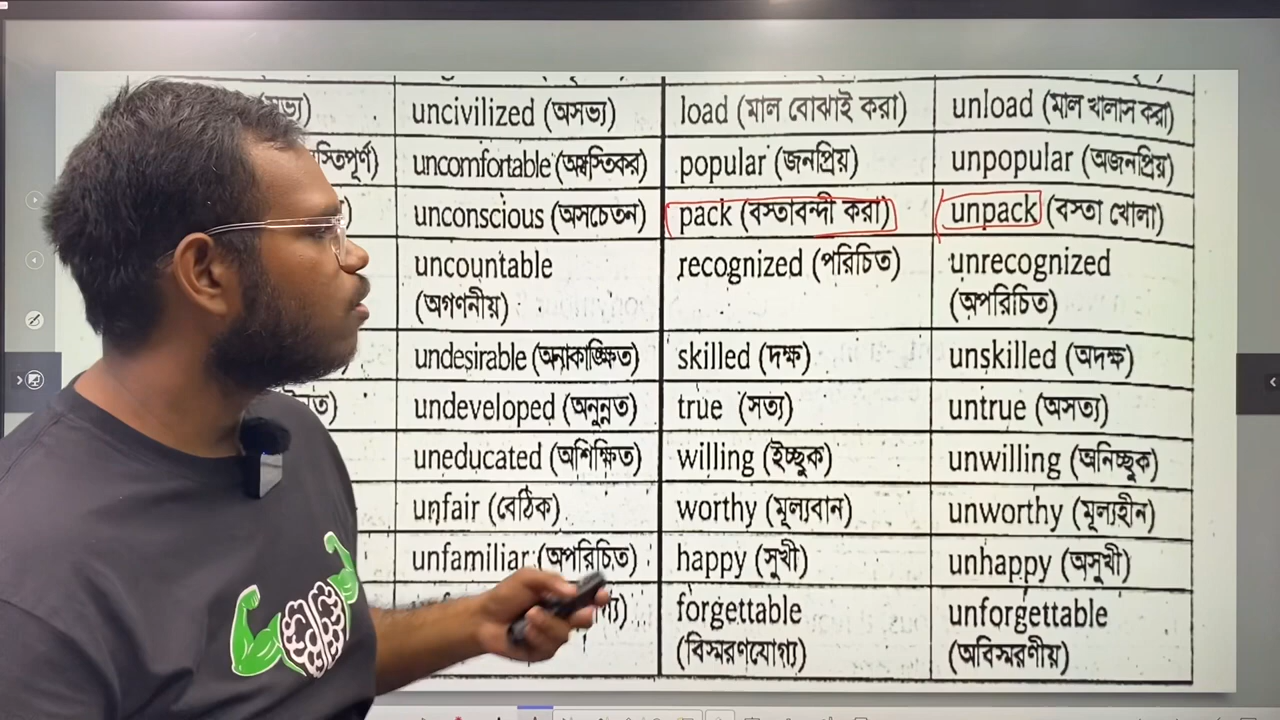 uncivilized (অসভ্য) load (মাল বোঝাই করা) unload (মাল খালাস করা)
uncomfortable (অস্বস্তিকর) popular (জনপ্রিয়) unpopular (অজনপ্রিয়)
unconscious (অসচেতন) pack (বস্তাবন্দী করা) unpack (বস্তা খোলা)
uncountable recognized (পরিচিত) unrecognized
(অগণনীয়) (অপরিচিত)
undesirable (অনাকাঙ্ক্ষিত) skilled (দক্ষ) unskilled (অদক্ষ)
undeveloped (অনুন্নত) true (সত্য) untrue (অসত্য)
uneducated (অশিক্ষিত) willing (ইচ্ছুক) unwilling (অনিচ্ছুক)
unfair (বেঠিক) worthy (মূল্যবান) unworthy (মূল্যহীন)
unfamiliar (অপরিচিত) happy (সুখী) unhappy (অসুখী)
forgettable unforgettable
(বিস্মরণযোগ্য) (অবিস্মরণীয়)